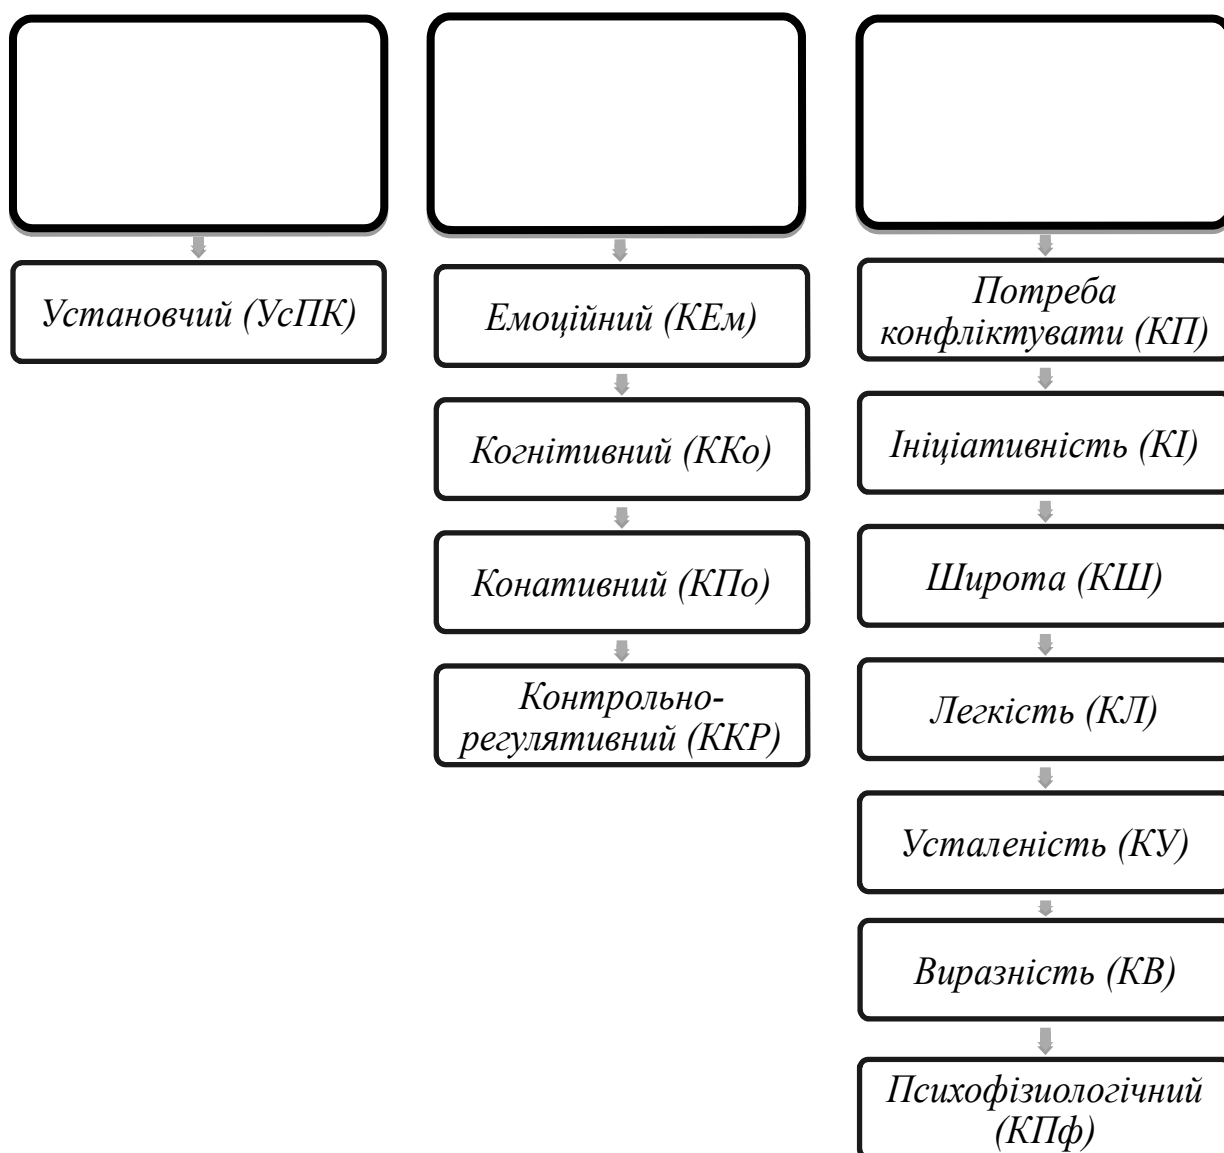 Установчий (УсПК)
Емоційний (КЕм)
Когнітивний (ККо)
Конативний (КПо)
Контрольно-
регулятивний (ККР)
Потреба
конфліктувати (КП)
Ініціативність (КІ)
Широта (КШ)
Легкість (КЛ)
Усталеність (КУ)
Виразність (КВ)
Психофізиологічний
(КПф)